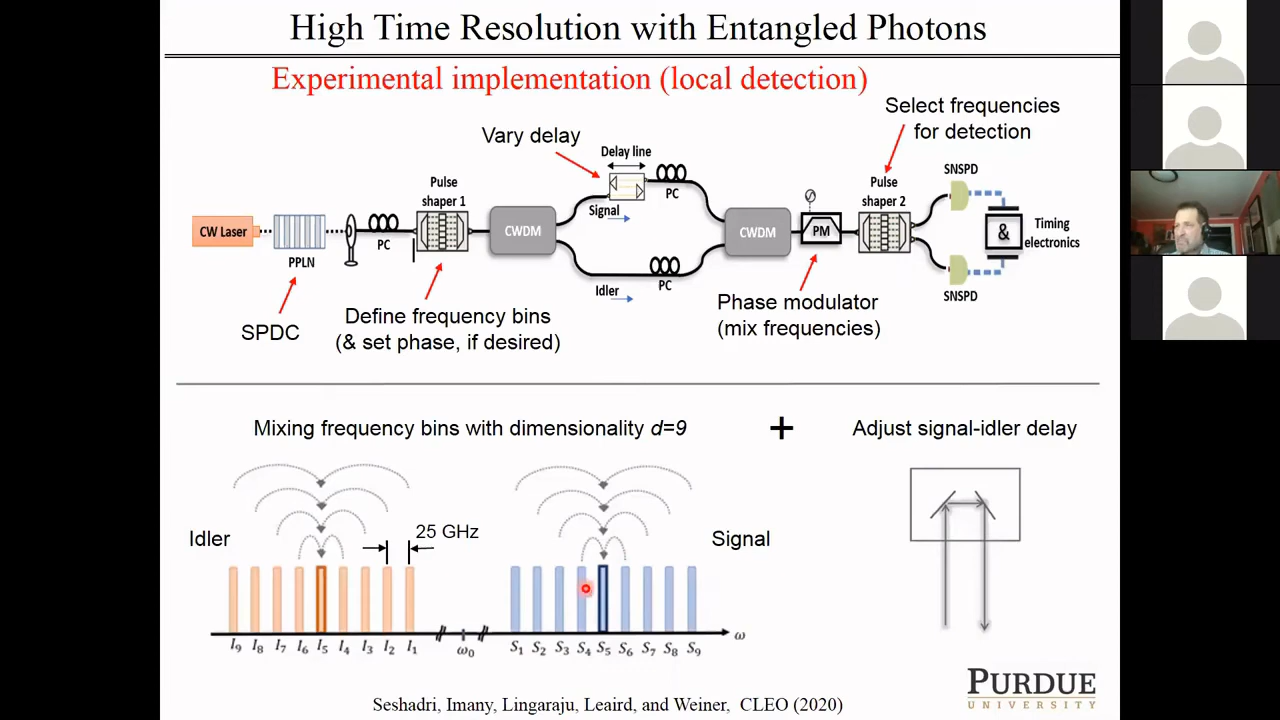 High Time Resolution with Entangled Photons
Experimental implementation (local detection)
Select frequencies
for detection
Vary delay
Delay line
PC
Signal
CW Laser
PPLN
PC
Pulse
shaper 1
CWDM
Idler
PC
CWDM
PM
Pulse
shaper 2
SNSPD
SNSPD
&
Timing
electronics
SPDC
Define frequency bins
(& set phase, if desired)
Phase modulator
(mix frequencies)
Mixing frequency bins with dimensionality d=9
+
Adjust signal-idler delay
Idler
25 GHz
Signal
I₉ I₈ I₇ I₆ I₅ I₄ I₃ I₂ I₁ ω₀ S₁ S₂ S₃ S₄ S₅ S₆ S₇ S₈ S₉ ω
PURDUE
UNIVERSITY
Seshadri, Imany, Lingaraju, Leaird, and Weiner, CLEO (2020)